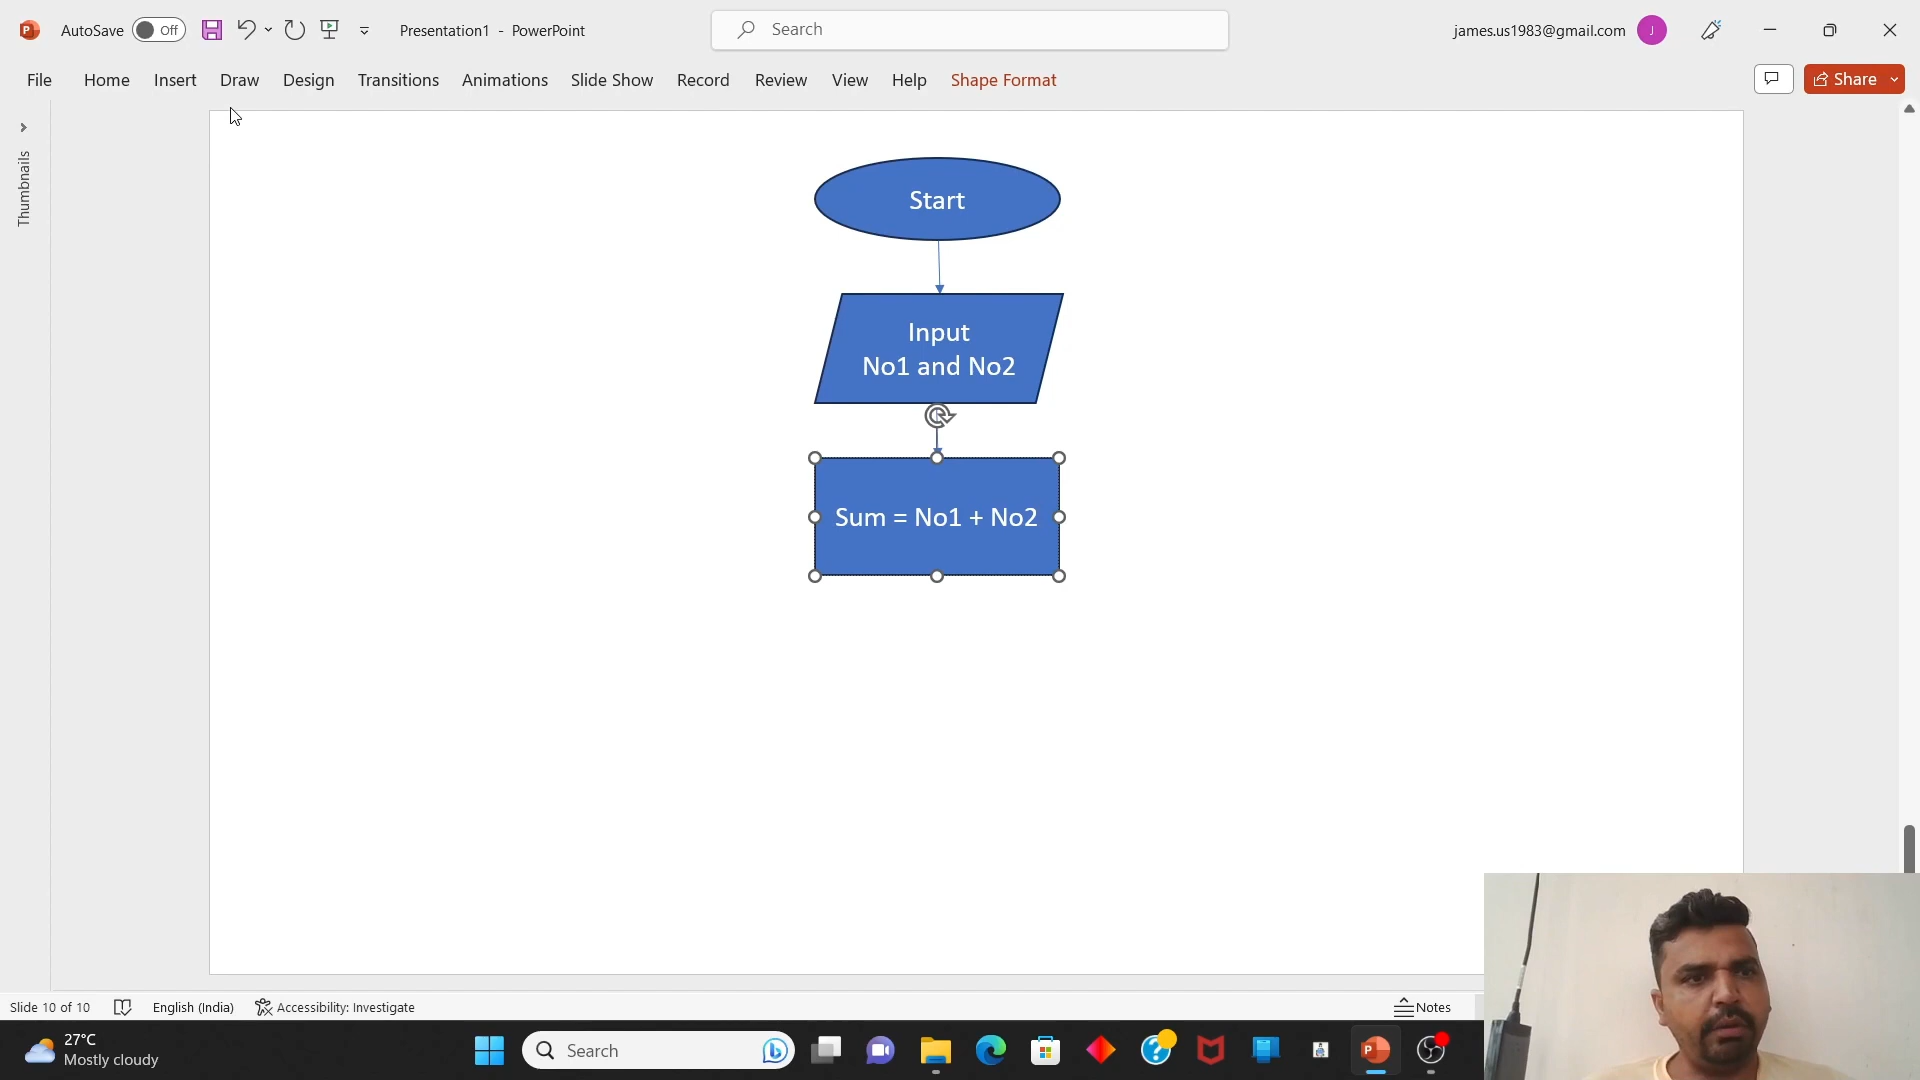 AutoSave Off Presentation1 - PowerPoint Search james.us1983@gmail.com J
File Home Insert Draw Design Transitions Animations Slide Show Record Review View Help Shape Format Share
Thumbnails
Start
Input
No1 and No2
Sum = No1 + No2
Slide 10 of 10 English (India) Accessibility: Investigate Notes
27°C
Mostly cloudy
Search